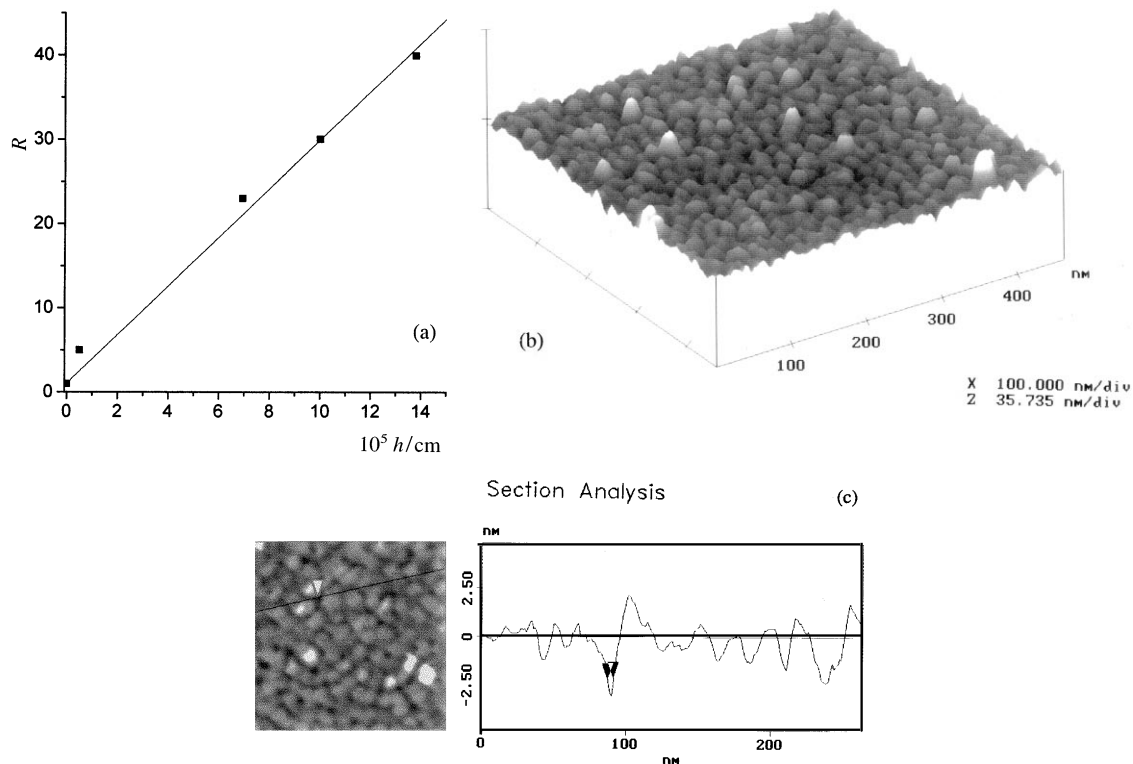 40
30
R
20
10
0
(a)
0 2 4 6 8 10 12 14
10⁵ h/cm
(b)
100 200 300 400
nM
X 100.000 nM/div
Z 35.735 nM/div
Section Analysis
(c)
nM
2.50
0
-2.50
0 100 200
nM